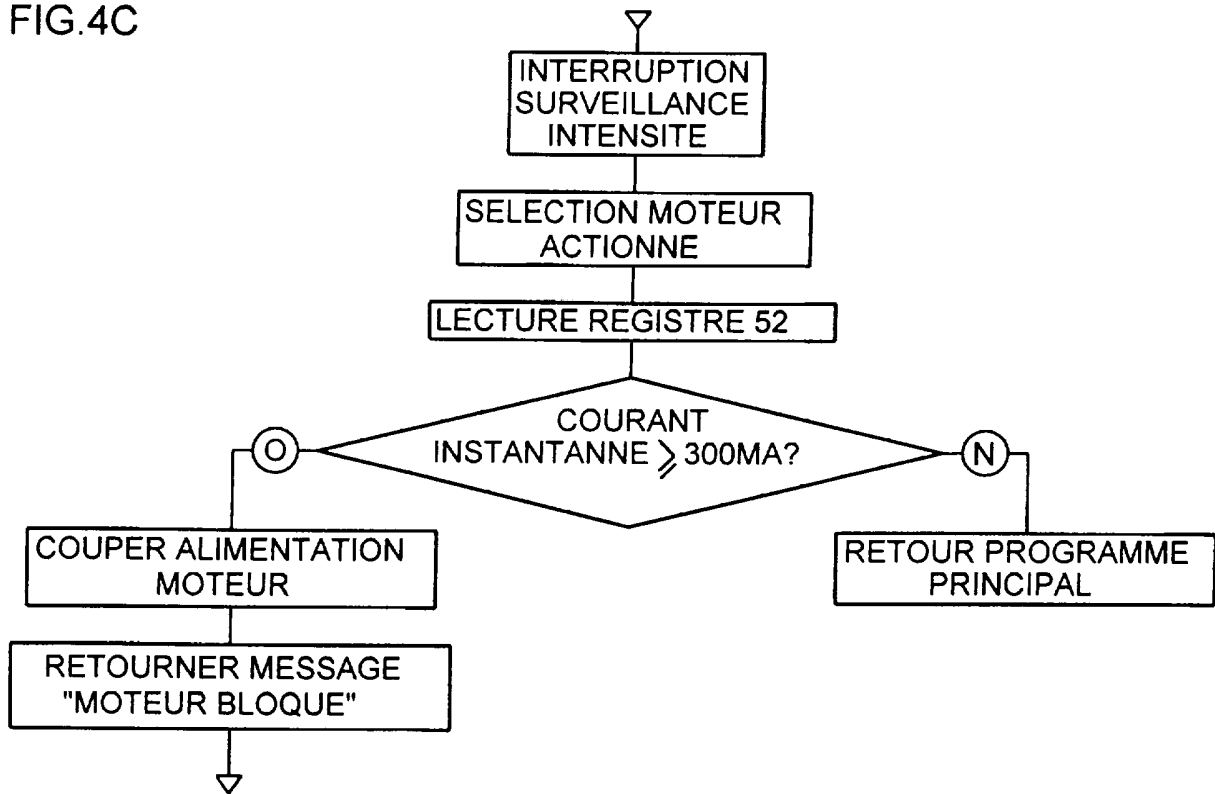 FIG.4C
INTERRUPTION
SURVEILLANCE
INTENSITE
SELECTION MOTEUR
ACTIONNE
LECTURE REGISTRE 52
COURANT
INSTANTANNE ⩾ 300MA?
O
N
COUPER ALIMENTATION
MOTEUR
RETOUR PROGRAMME
PRINCIPAL
RETOURNER MESSAGE
"MOTEUR BLOQUE"